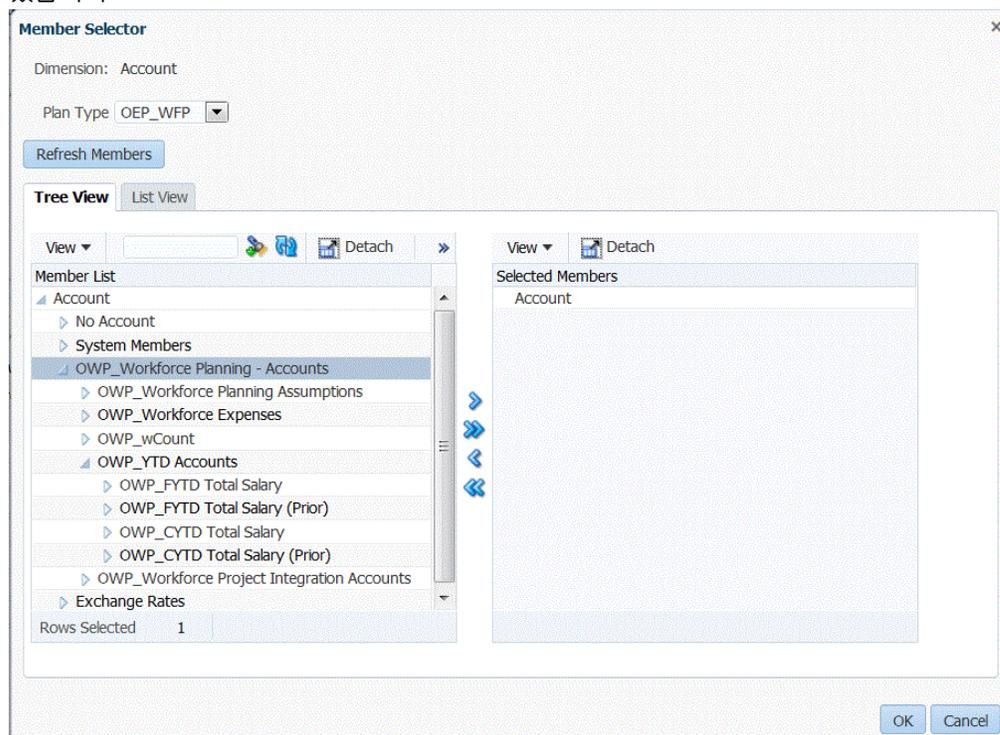 Member Selector
Dimension: Account
Plan Type OEP_WFP
Refresh Members
Tree View List View
View Detach »
Member List
Account
No Account
System Members
OWP_Workforce Planning - Accounts
OWP_Workforce Planning Assumptions
OWP_Workforce Expenses
OWP_wCount
OWP_YTD Accounts
OWP_FYTD Total Salary
OWP_FYTD Total Salary (Prior)
OWP_CYTD Total Salary
OWP_CYTD Total Salary (Prior)
OWP_Workforce Project Integration Accounts
Exchange Rates
Rows Selected 1
View Detach
Selected Members
Account
OK Cancel